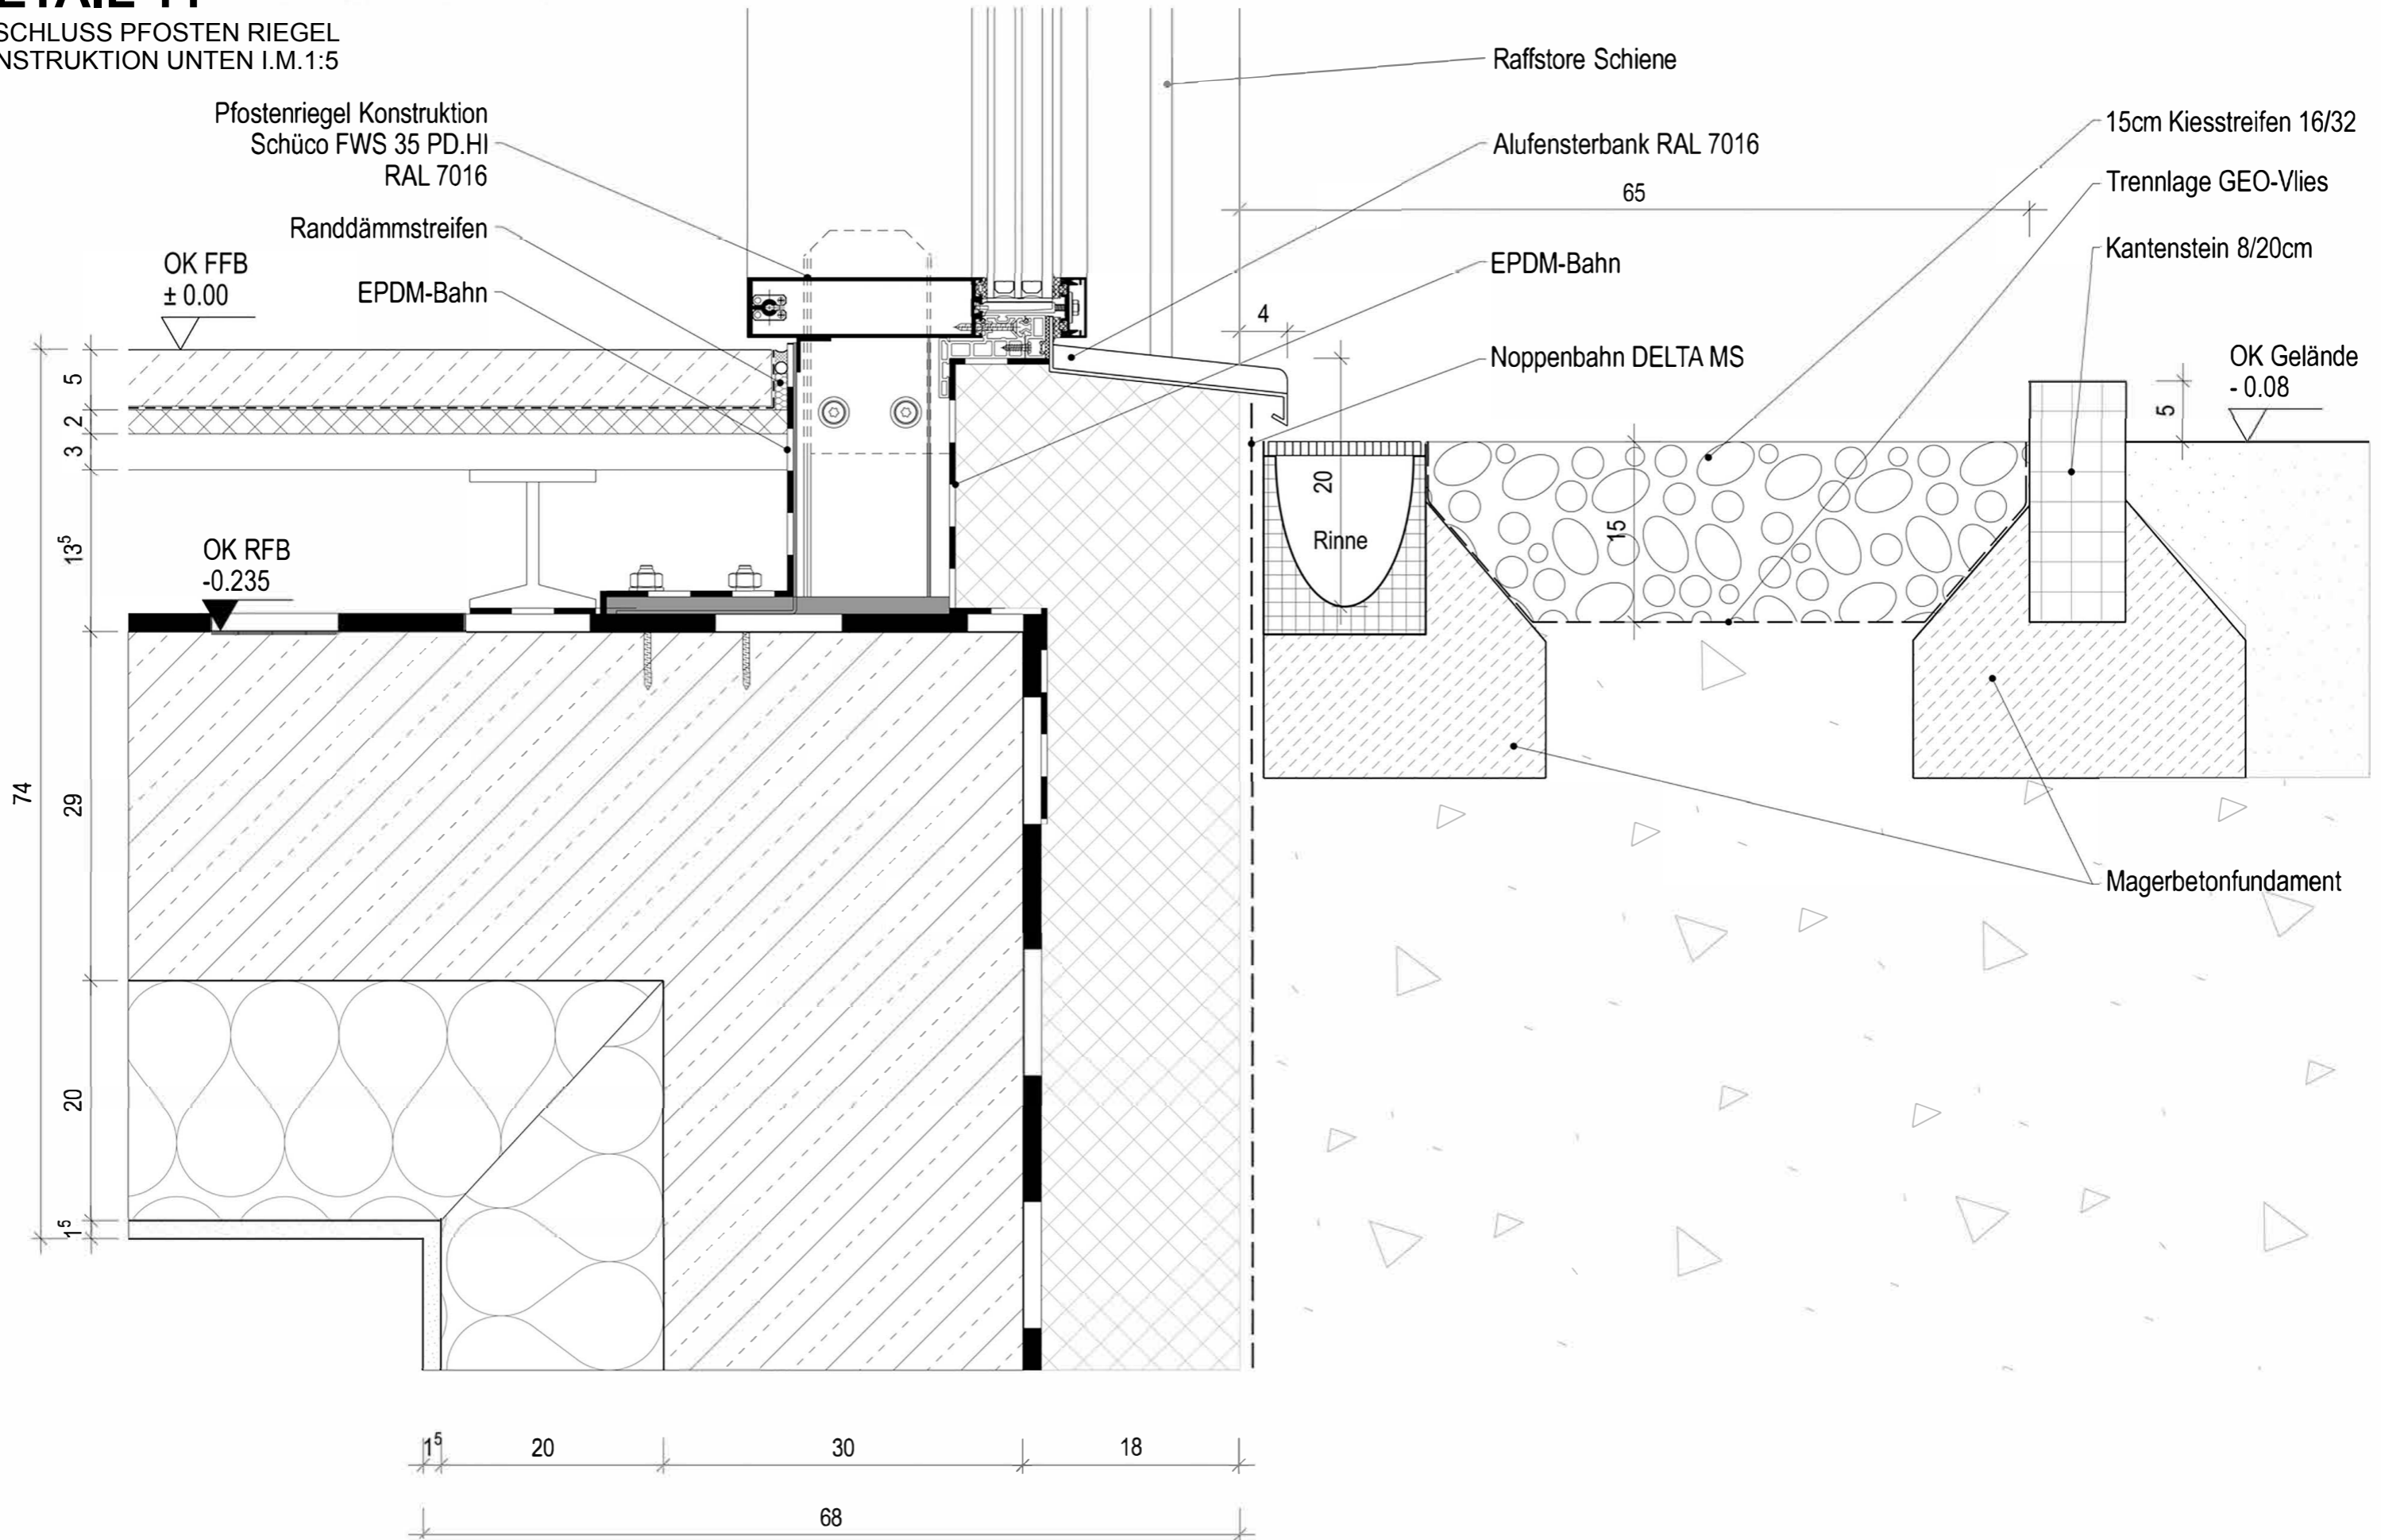 SCHLUSS PFOSTEN RIEGEL
NSTRUKTION UNTEN I.M.1:5
Pfostenriegel Konstruktion
Schüco FWS 35 PD.HI
RAL 7016
Randdämmstreifen
EPDM-Bahn
OK FFB
± 0.00
OK RFB
-0.235
Raffstore Schiene
Alufensterbank RAL 7016
EPDM-Bahn
Noppenbahn DELTA MS
15cm Kiesstreifen 16/32
Trennlage GEO-Vlies
Kantenstein 8/20cm
OK Gelände
- 0.08
Magerbetonfundament
Rinne
65
4
20
15
5
5
2
3
13⁵
29
20
1⁵
74
1⁵ 20 30 18
68